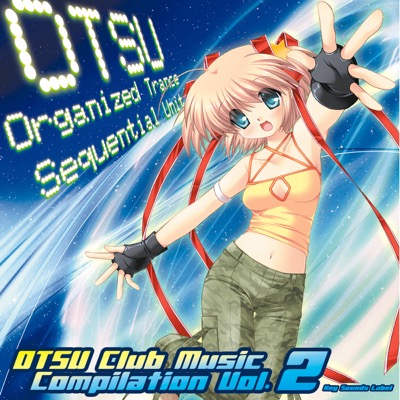 OTSU
Organized Trance
Sequential Unit
OTSU Club Music
Compilation Vol. 2
Key Sounds Label